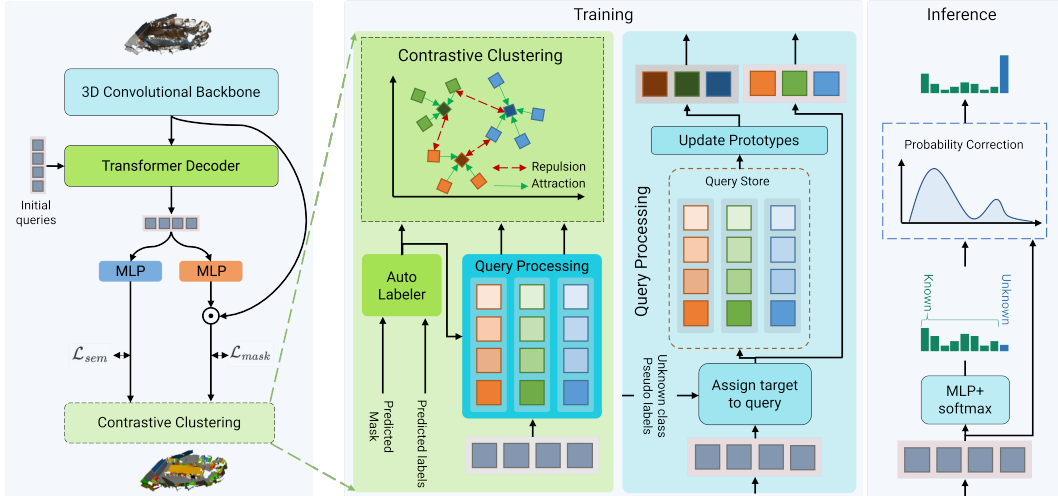 3D Convolutional Backbone
Transformer Decoder
Initial
queries
MLP
MLP
ℒsem
ℒmask
Contrastive Clustering
Training
Contrastive Clustering
Repulsion
Attraction
Auto
Labeler
Query Processing
Predicted
Mask
Predicted labels
Query Processing
Update Prototypes
Query Store
Unknown class
Pseudo labels
Assign target
to query
Inference
Probability Correction
Known
Unknown
MLP+
softmax